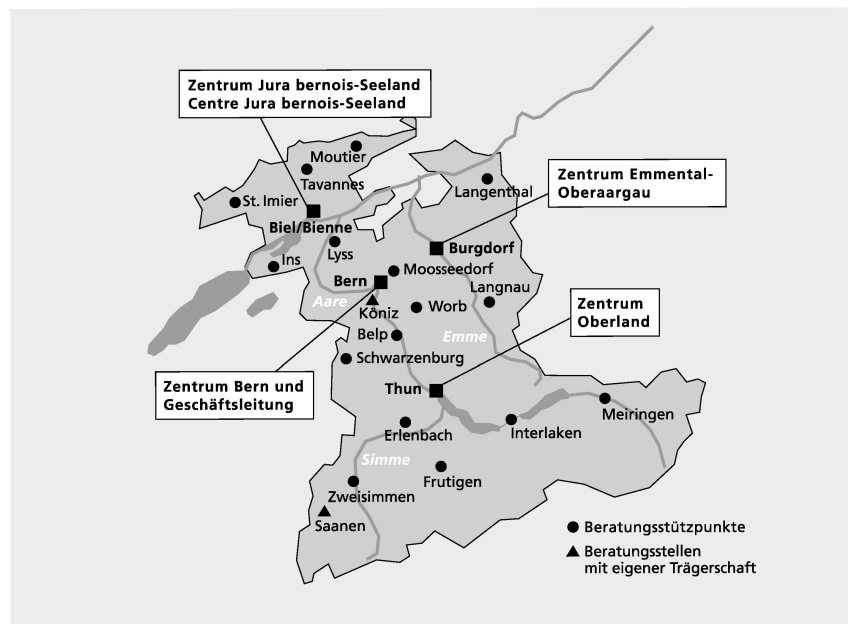 Zentrum Jura bernois-Seeland
Centre Jura bernois-Seeland
Moutier
Tavannes
St. Imier
Biel/Bienne
Lyss
Ins
Langenthal
Zentrum Emmental-
Oberaargau
Burgdorf
Moosseedorf
Bern
Langnau
Aare
Köniz
Worb
Zentrum
Oberland
Belp
Emme
Schwarzenburg
Zentrum Bern und
Geschäftsleitung
Thun
Meiringen
Erlenbach
Interlaken
Simme
Frutigen
Zweisimmen
Saanen
Beratungsstützpunkte
Beratungsstellen
mit eigener Trägerschaft